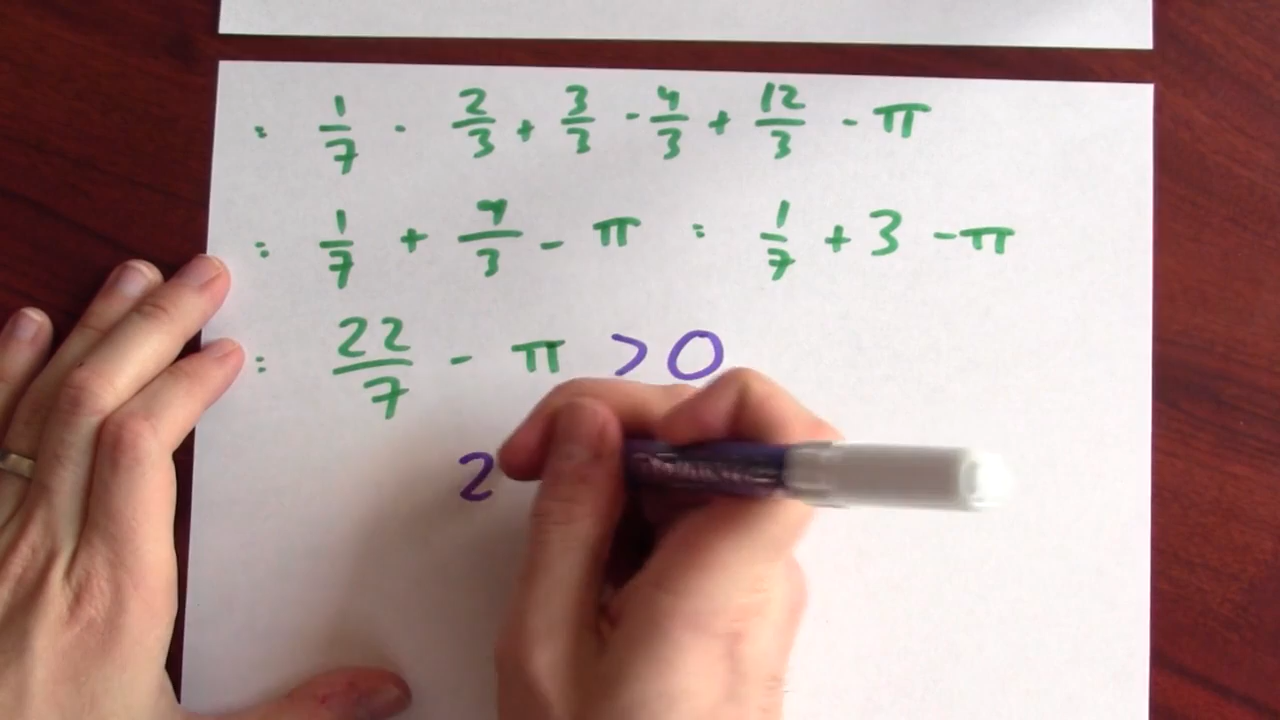 = 1/7 - 2/3 + 3/3 - 4/3 + 12/3 - π
= 1/7 + 9/3 - π = 1/7 + 3 - π
= 22/7 - π > 0
2